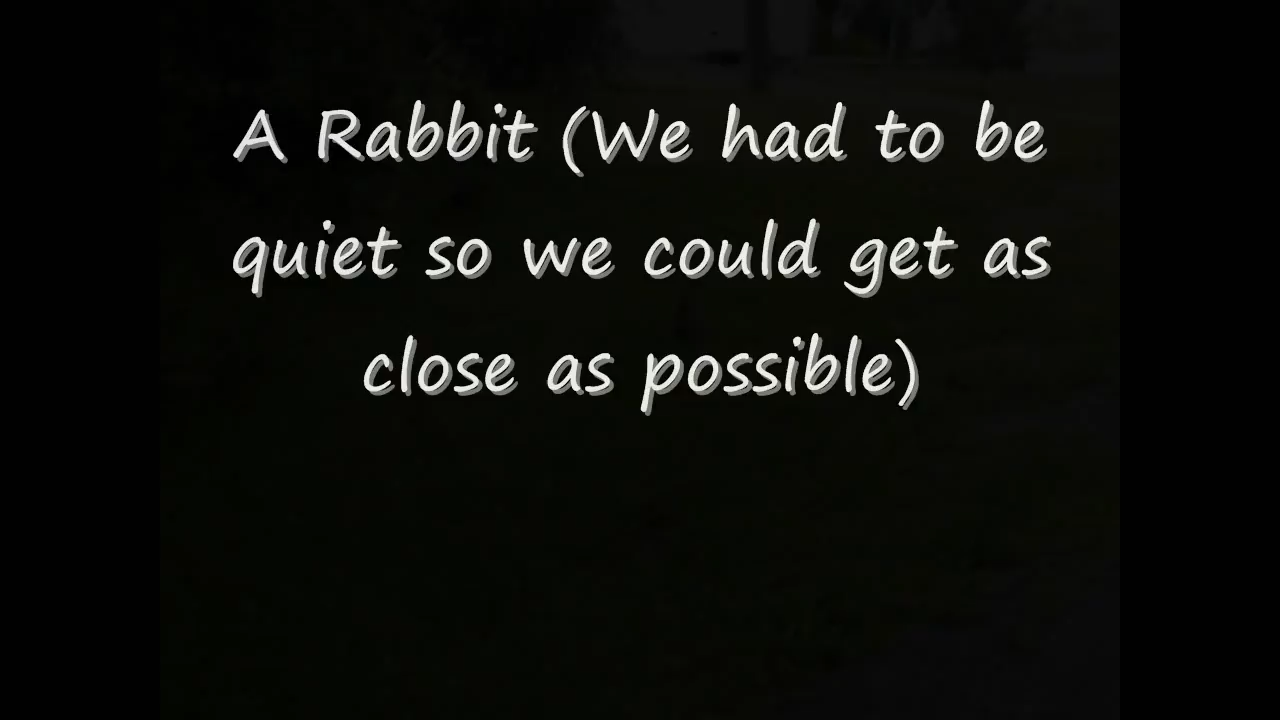 A Rabbit (We had to be
quiet so we could get as
close as possible)